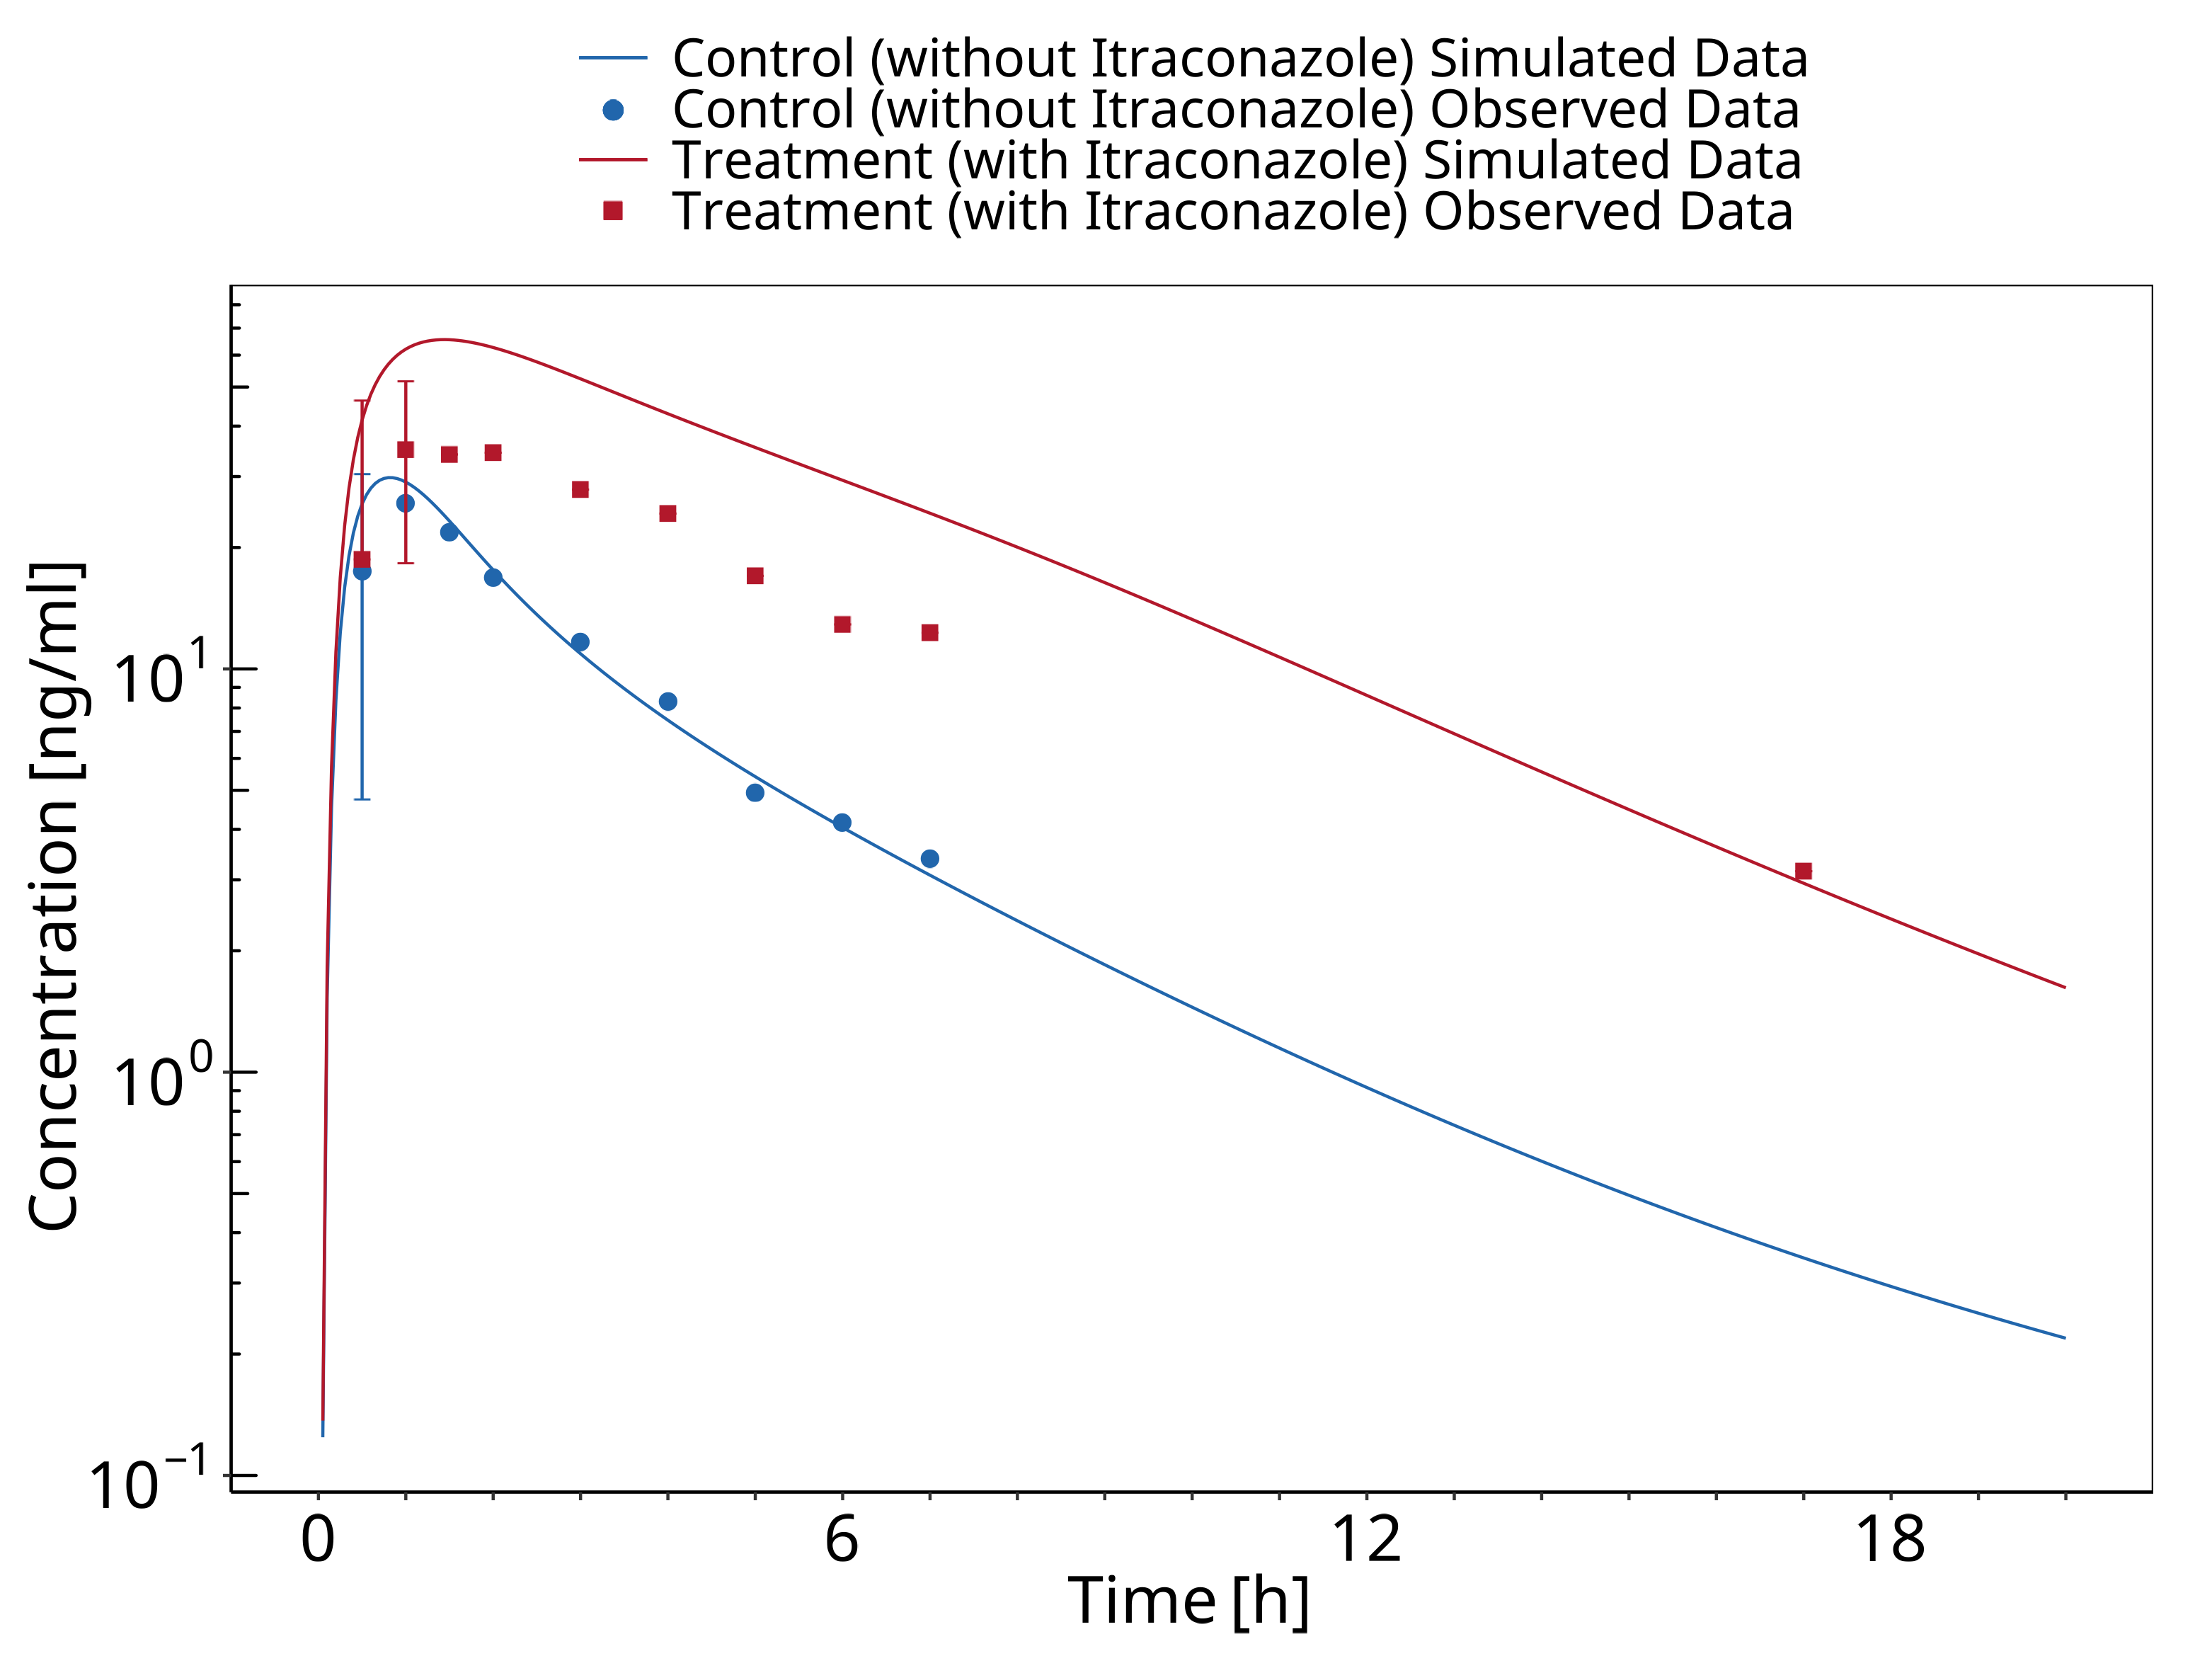 Control (without Itraconazole) Simulated Data
Control (without Itraconazole) Observed Data
Treatment (with Itraconazole) Simulated Data
Treatment (with Itraconazole) Observed Data
Concentration [ng/ml]
10¹
10⁰
10⁻¹
0 6 12 18
Time [h]